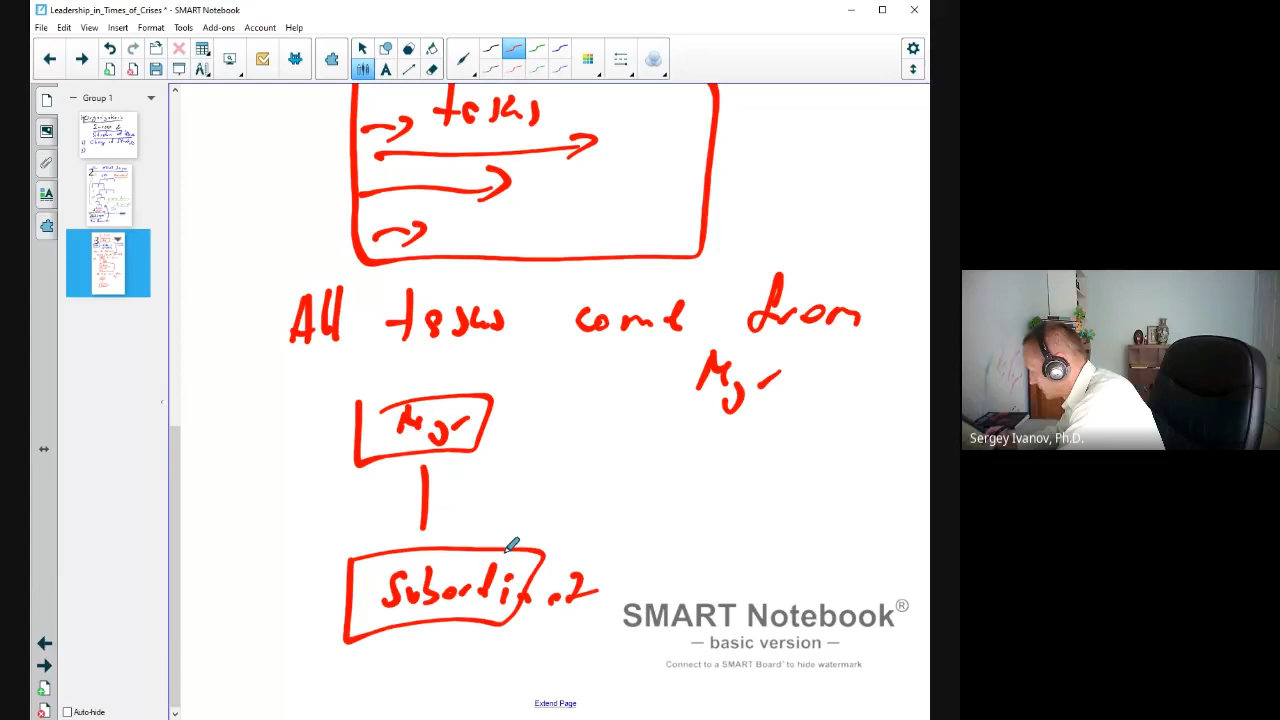 Leadership_in_Times_of_Crises * - SMART Notebook
File Edit View Insert Format Tools Add-ons Account Help
Group 1
tasks
All tasks come from
Mgr
Mgr
SMART Notebook®
— basic version —
Connect to a SMART Board® to hide watermark
Extend Page
Auto-hide
Sergey Ivanov, Ph.D.